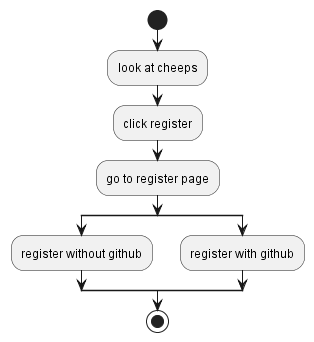 look at cheeps
click register
go to register page
register without github
register with github